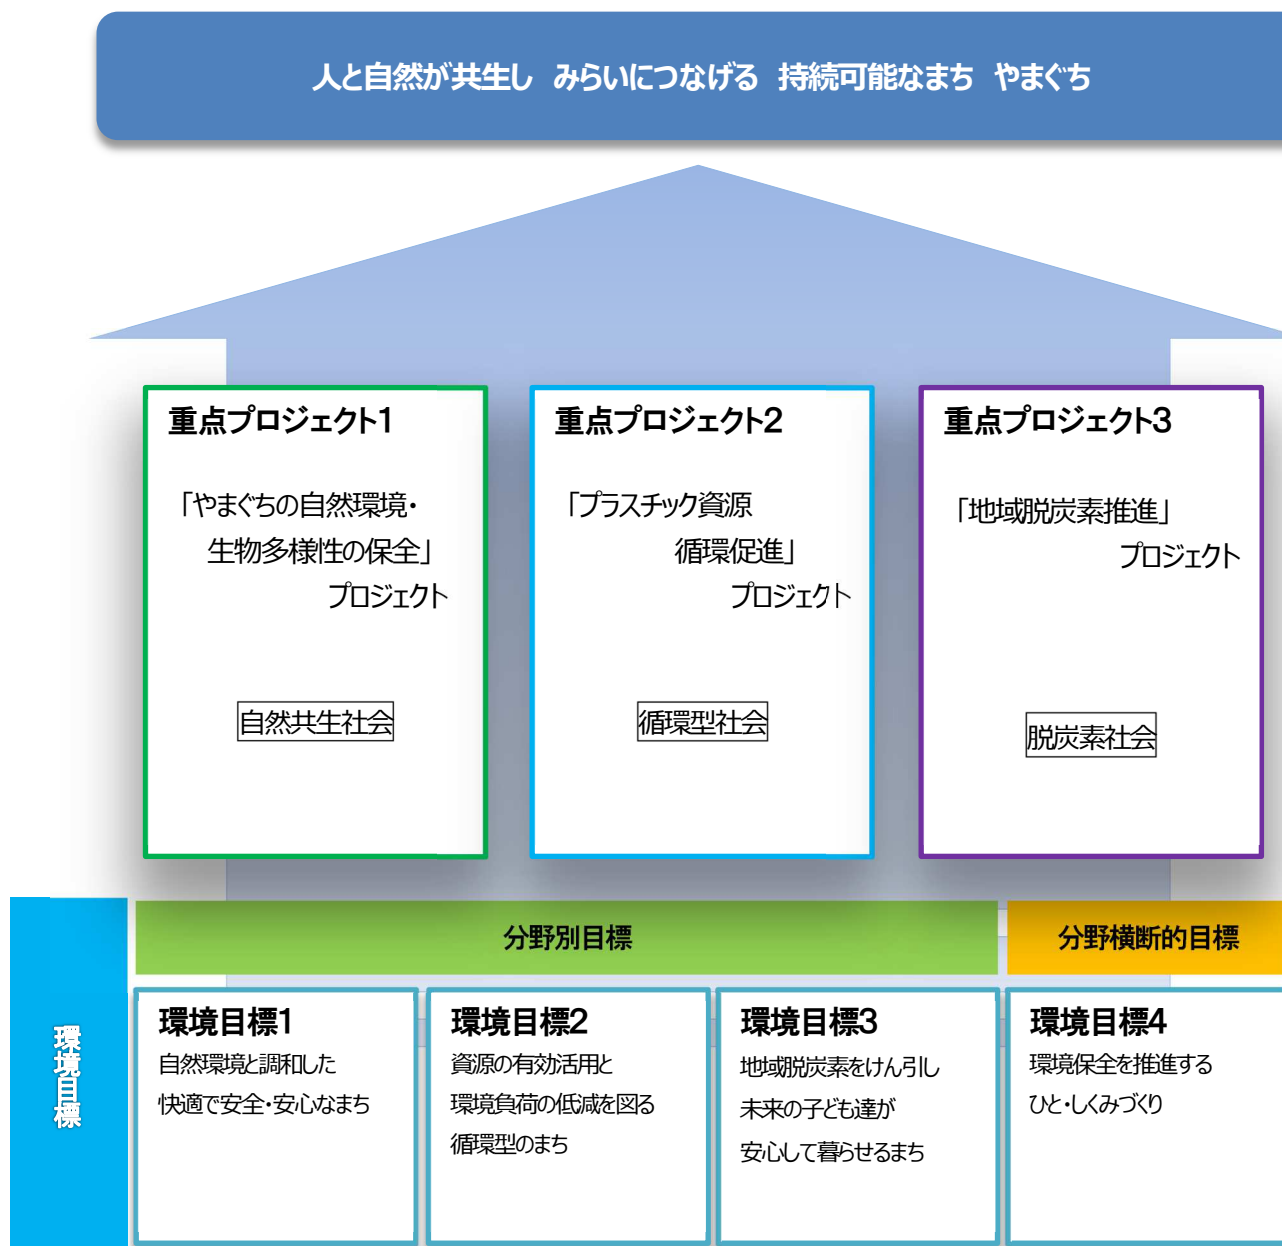 人と自然が共生し みらいにつなげる 持続可能なまち やまぐち
重点プロジェクト1
「やまぐちの自然環境・
生物多様性の保全」
プロジェクト
自然共生社会
重点プロジェクト2
「プラスチック資源
循環促進」
プロジェクト
循環型社会
重点プロジェクト3
「地域脱炭素推進」
プロジェクト
脱炭素社会
環境目標
分野別目標
分野横断的目標
環境目標1
自然環境と調和した
快適で安全・安心なまち
環境目標2
資源の有効活用と
環境負荷の低減を図る
循環型のまち
環境目標3
地域脱炭素をけん引し
未来の子ども達が
安心して暮らせるまち
環境目標4
環境保全を推進する
ひと・しくみづくり